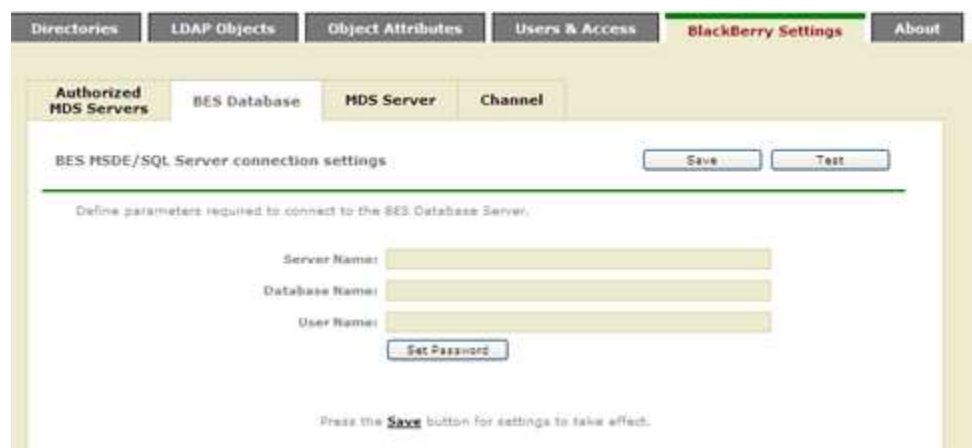 Directories LDAP Objects Object Attributes Users & Access BlackBerry Settings About
Authorized MDS Servers BES Database MDS Server Channel
BES MSDE/SQL Server connection settings Save Test
Define parameters required to connect to the BES Database Server.
Server Name:
Database Name:
User Name:
Set Password
Press the Save button for settings to take effect.